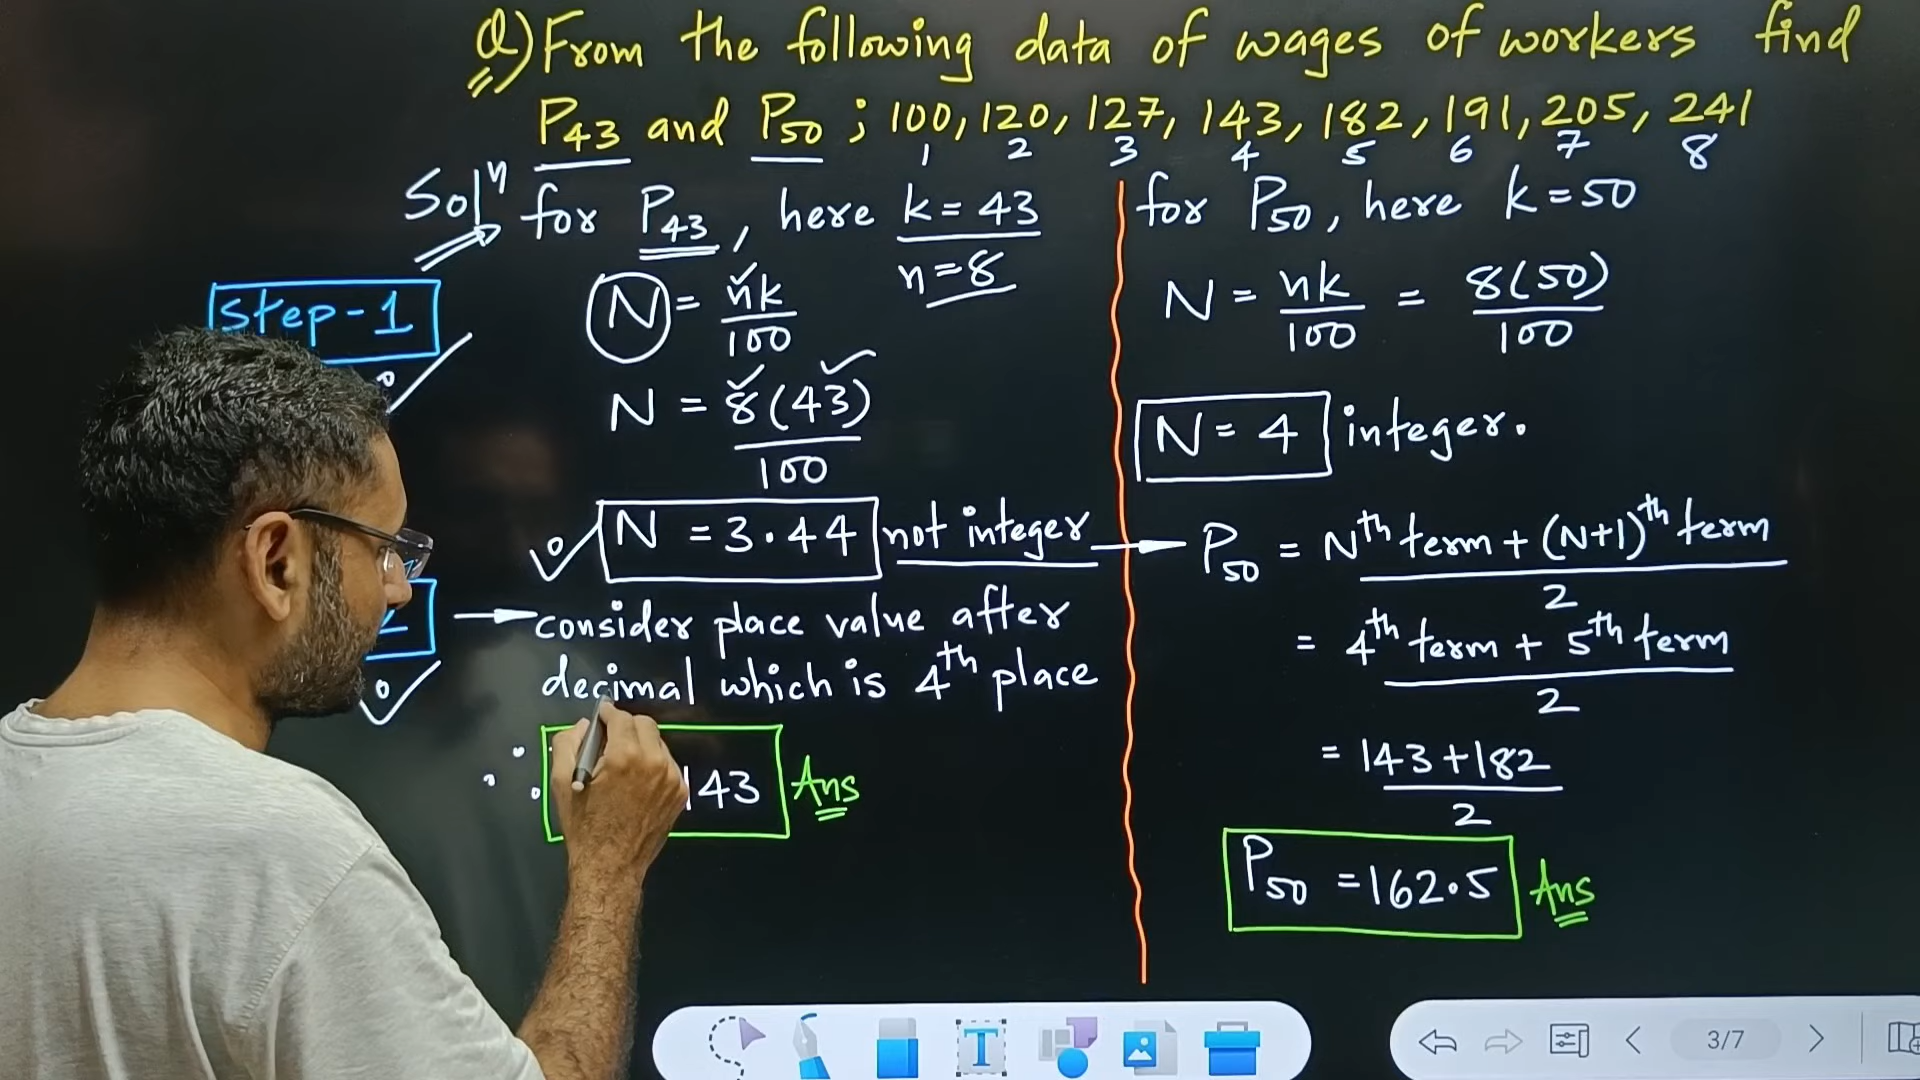 Q) From the following data of wages of workers find
P43 and P50 ; 100, 120, 127, 143, 182, 191, 205, 241
1 2 3 4 5 6 7 8
Solⁿ for P43, here k = 43
n = 8
Step-1
N = nk/100
N = 8(43)/100
N = 3.44 not integer
consider place value after
decimal which is 4th place
143 Ans
for P50, here k = 50
N = nk/100 = 8(50)/100
N = 4 integer.
P50 = Nth term + (N+1)th term / 2
= 4th term + 5th term / 2
= 143+182 / 2
P50 = 162.5 Ans
T
3/7